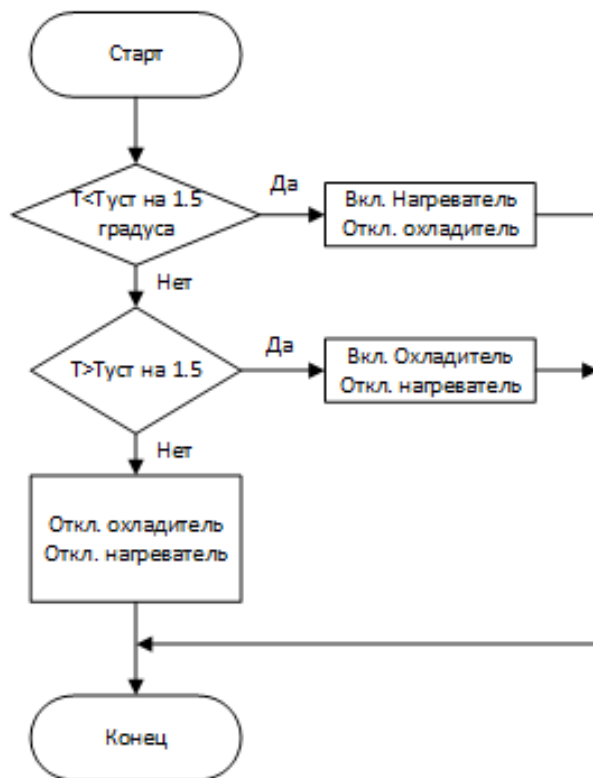 Старт
Т<Туст на 1.5
градуса
Да
Вкл. Нагреватель
Откл. охладитель
Нет
Т>Туст на 1.5
Да
Вкл. Охладитель
Откл. нагреватель
Нет
Откл. охладитель
Откл. нагреватель
Конец